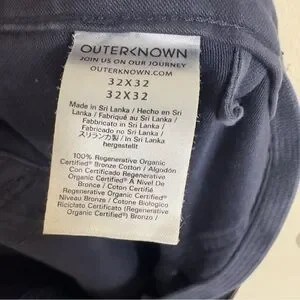 OUTERKNOWN
JOIN US ON OUR JOURNEY
OUTERKNOWN.COM
32X32
32X32
Made in Sri Lanka / Hecho en Sri
Lanka / Fabriqué au Sri Lanka /
Fabbricato in Sri Lanka /
Fabricado no Sri Lanka /
スリランカ製 / In Sri Lanka
hergestellt
100% Regenerative Organic
Certified® Bronze Cotton / Algodón
Con Certificado Regenerative
Organic Certified® A Nivel De
Bronce / Coton Certifié
Regenerative Organic Certified®
Niveau Bronze / Cotone Biologico
Riciclato Certificato (Regenerative
Organic Certified®) Bronzo /